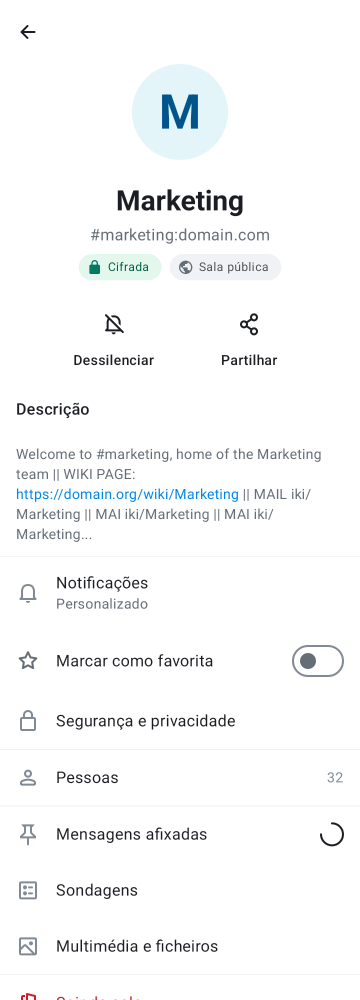 M
Marketing
#marketing:domain.com
Cifrada
Sala pública
Dessilenciar
Partilhar
Descrição
Welcome to #marketing, home of the Marketing
team || WIKI PAGE:
https://domain.org/wiki/Marketing || MAIL iki/
Marketing || MAI iki/Marketing || MAI iki/
Marketing...
Notificações
Personalizado
Marcar como favorita
Segurança e privacidade
Pessoas
32
Mensagens afixadas
Sondagens
Multimédia e ficheiros